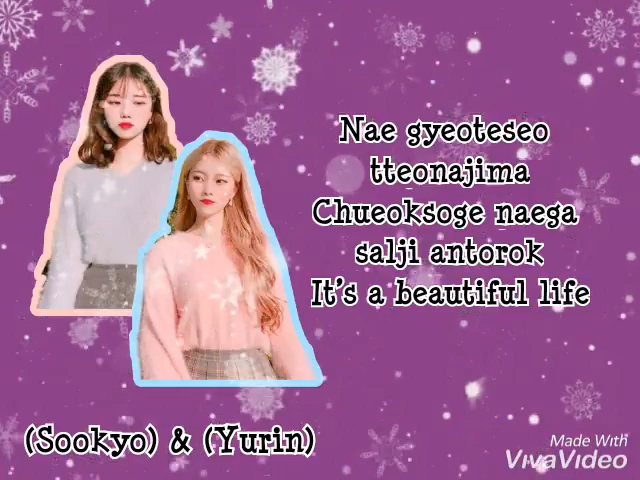 Nae gyeoteseo
tteonajima
Chueoksoge naega
salji antorok
It's a beautiful life
(Sookyo) & (Yurin)
Made With
VivaVideo